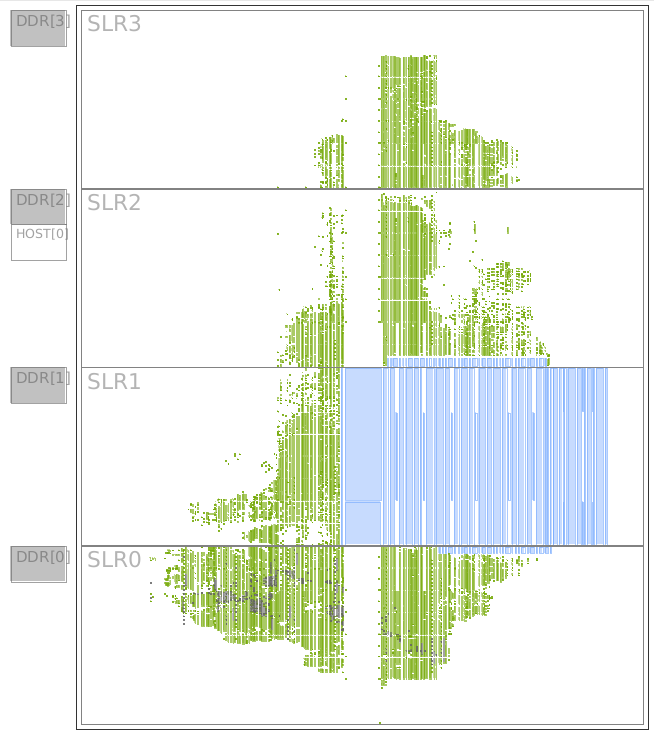 DDR[3]
SLR3
DDR[2]
SLR2
HOST[0]
DDR[1]
SLR1
DDR[0]
SLR0